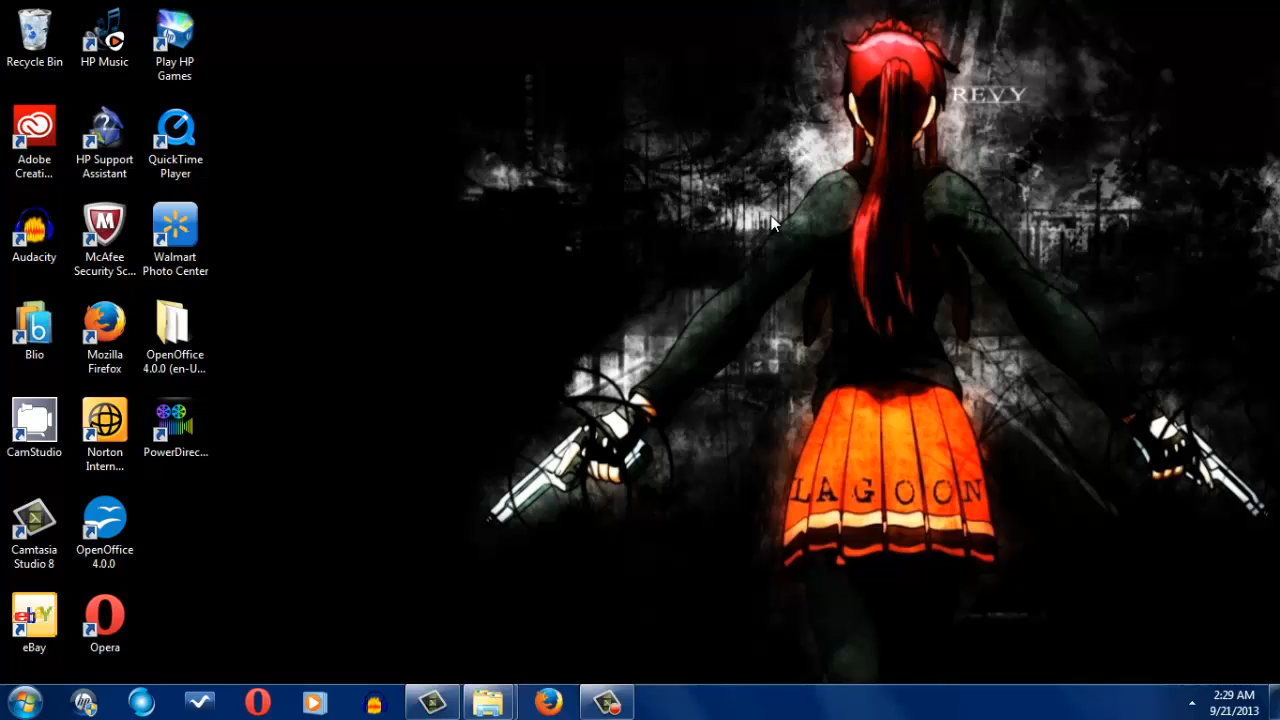 Recycle Bin
HP Music
Play HP
Games
Adobe
Creati...
HP Support
Assistant
QuickTime
Player
Audacity
McAfee
Security Sc...
Walmart
Photo Center
Blio
Mozilla
Firefox
OpenOffice
4.0.0 (en-U...
CamStudio
Norton
Intern...
PowerDirec...
Camtasia
Studio 8
OpenOffice
4.0.0
eBay
Opera
REVY
LAGOON
2:29 AM
9/21/2013